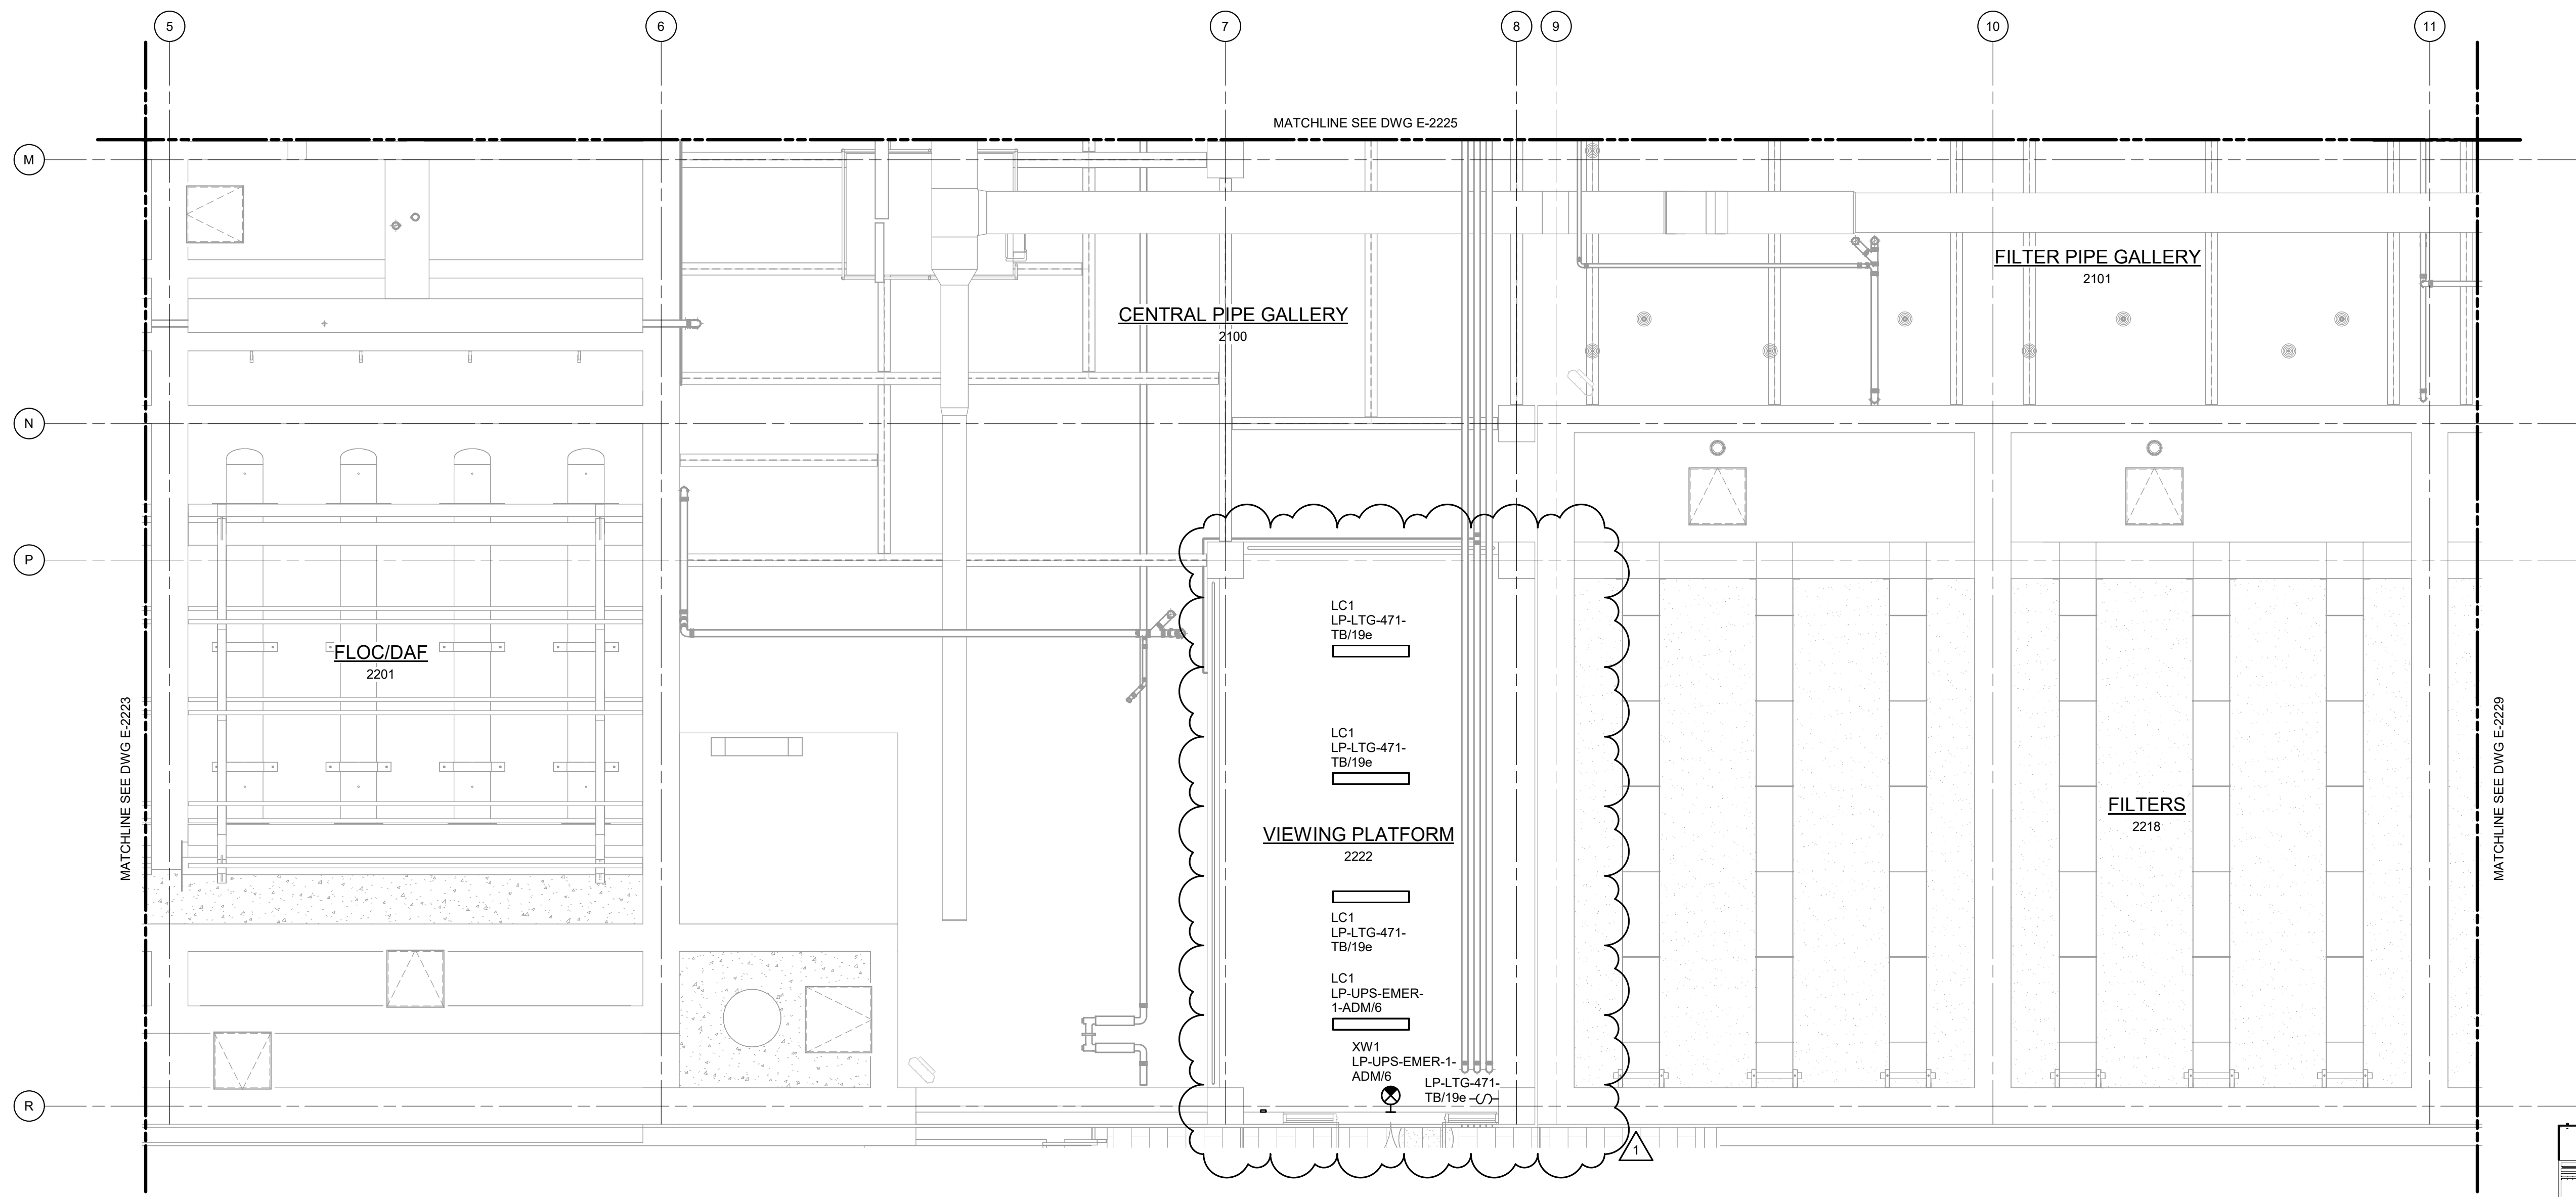 5
6
7
8
9
10
11
MATCHLINE SEE DWG E-2225
M
FILTER PIPE GALLERY
2101
CENTRAL PIPE GALLERY
2100
N
P
LC1
LP-LTG-471-
TB/19e
FLOC/DAF
2201
MATCHLINE SEE DWG E-2223
MATCHLINE SEE DWG E-2229
LC1
LP-LTG-471-
TB/19e
FILTERS
2218
VIEWING PLATFORM
2222
LC1
LP-LTG-471-
TB/19e
LC1
LP-UPS-EMER-
1-ADM/6
XW1
LP-UPS-EMER-1-
ADM/6
LP-LTG-471-
TB/19e
S
R
1